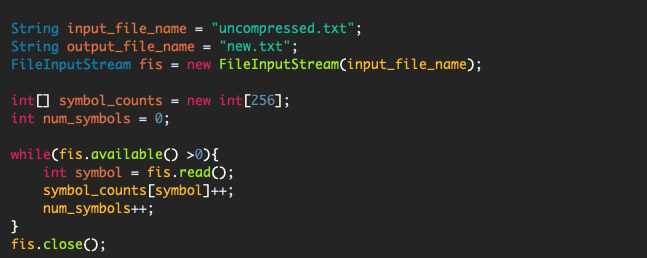 String input_file_name = "uncompressed.txt";
String output_file_name = "new.txt";
FileInputStream fis = new FileInputStream(input_file_name);
int[] symbol_counts = new int[256];
int num_symbols = 0;
while(fis.available() >0){
    int symbol = fis.read();
    symbol_counts[symbol]++;
    num_symbols++;
}
fis.close();